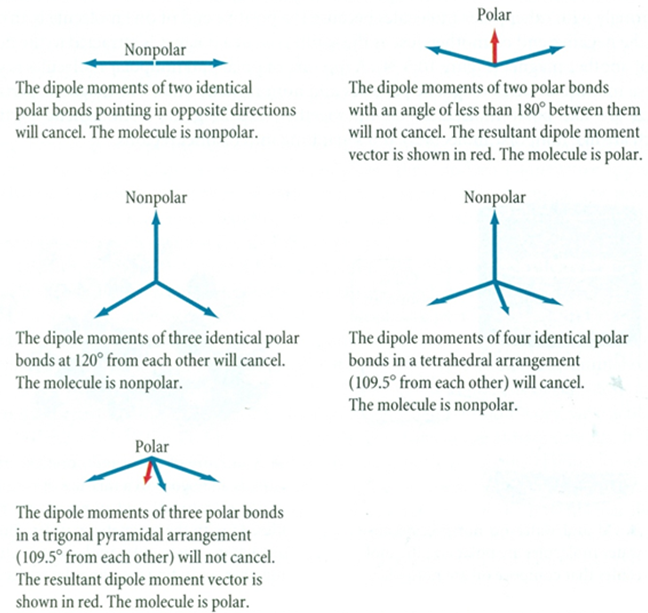 Nonpolar
The dipole moments of two identical
polar bonds pointing in opposite directions
will cancel. The molecule is nonpolar.
Polar
The dipole moments of two polar bonds
with an angle of less than 180° between them
will not cancel. The resultant dipole moment
vector is shown in red. The molecule is polar.
Nonpolar
The dipole moments of three identical polar
bonds at 120° from each other will cancel.
The molecule is nonpolar.
Nonpolar
The dipole moments of four identical polar
bonds in a tetrahedral arrangement
(109.5° from each other) will cancel.
The molecule is nonpolar.
Polar
The dipole moments of three polar bonds
in a trigonal pyramidal arrangement
(109.5° from each other) will not cancel.
The resultant dipole moment vector is
shown in red. The molecule is polar.